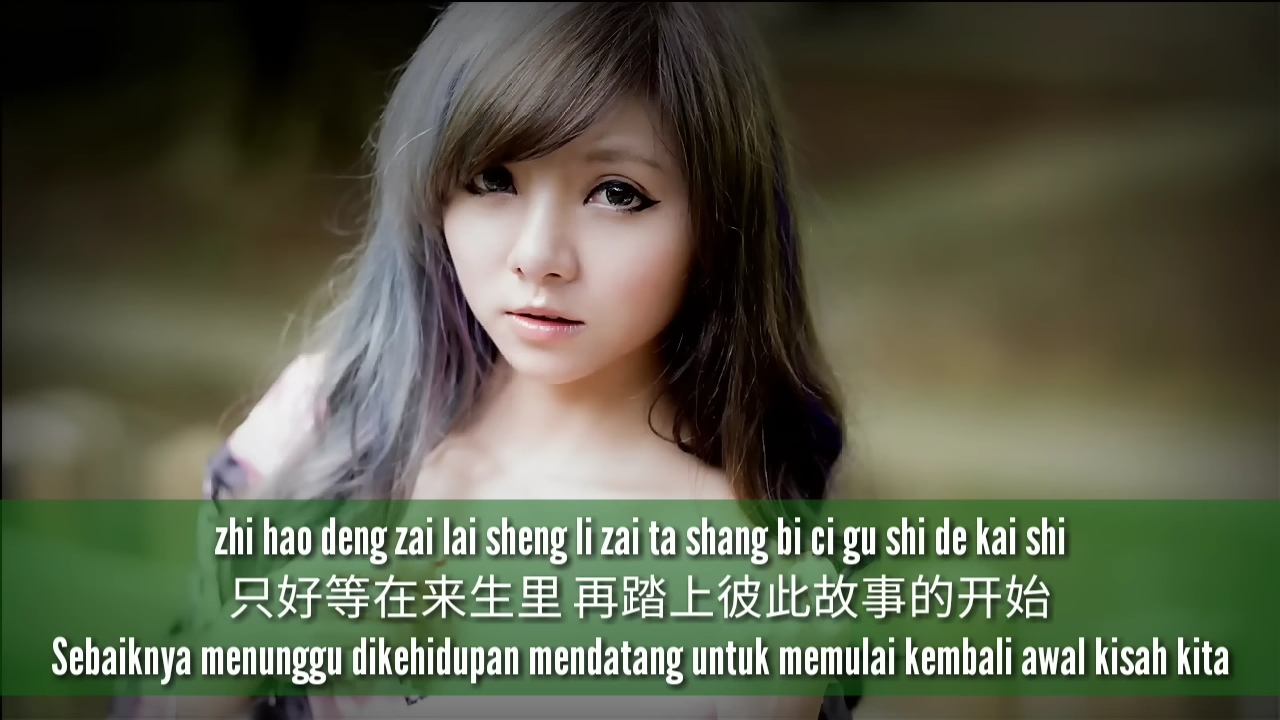 zhi hao deng zai lai sheng li zai ta shang bi ci gu shi de kai shi
只好等在来生里 再踏上彼此故事的开始
Sebaiknya menunggu dikehidupan mendatang untuk memulai kembali awal kisah kita